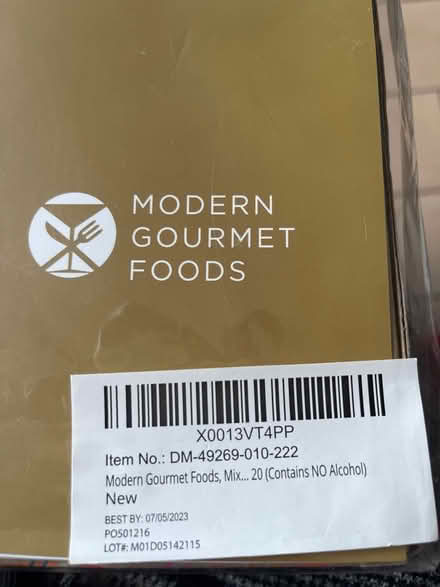 MODERN
GOURMET
FOODS
X0013VT4PP
Item No.: DM-49269-010-222
Modern Gourmet Foods, Mix... 20 (Contains NO Alcohol)
New
BEST BY: 07/05/2023
PO501216
LOT#: M01D05142115